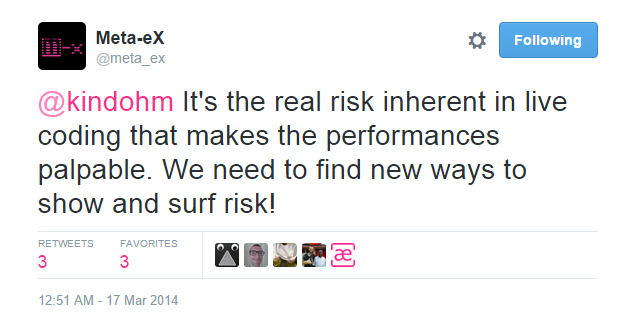 Meta-eX
@meta_ex
Following
@kindohm It's the real risk inherent in live
coding that makes the performances
palpable. We need to find new ways to
show and surf risk!
RETWEETS
FAVORITES
3
3
æ
12:51 AM - 17 Mar 2014